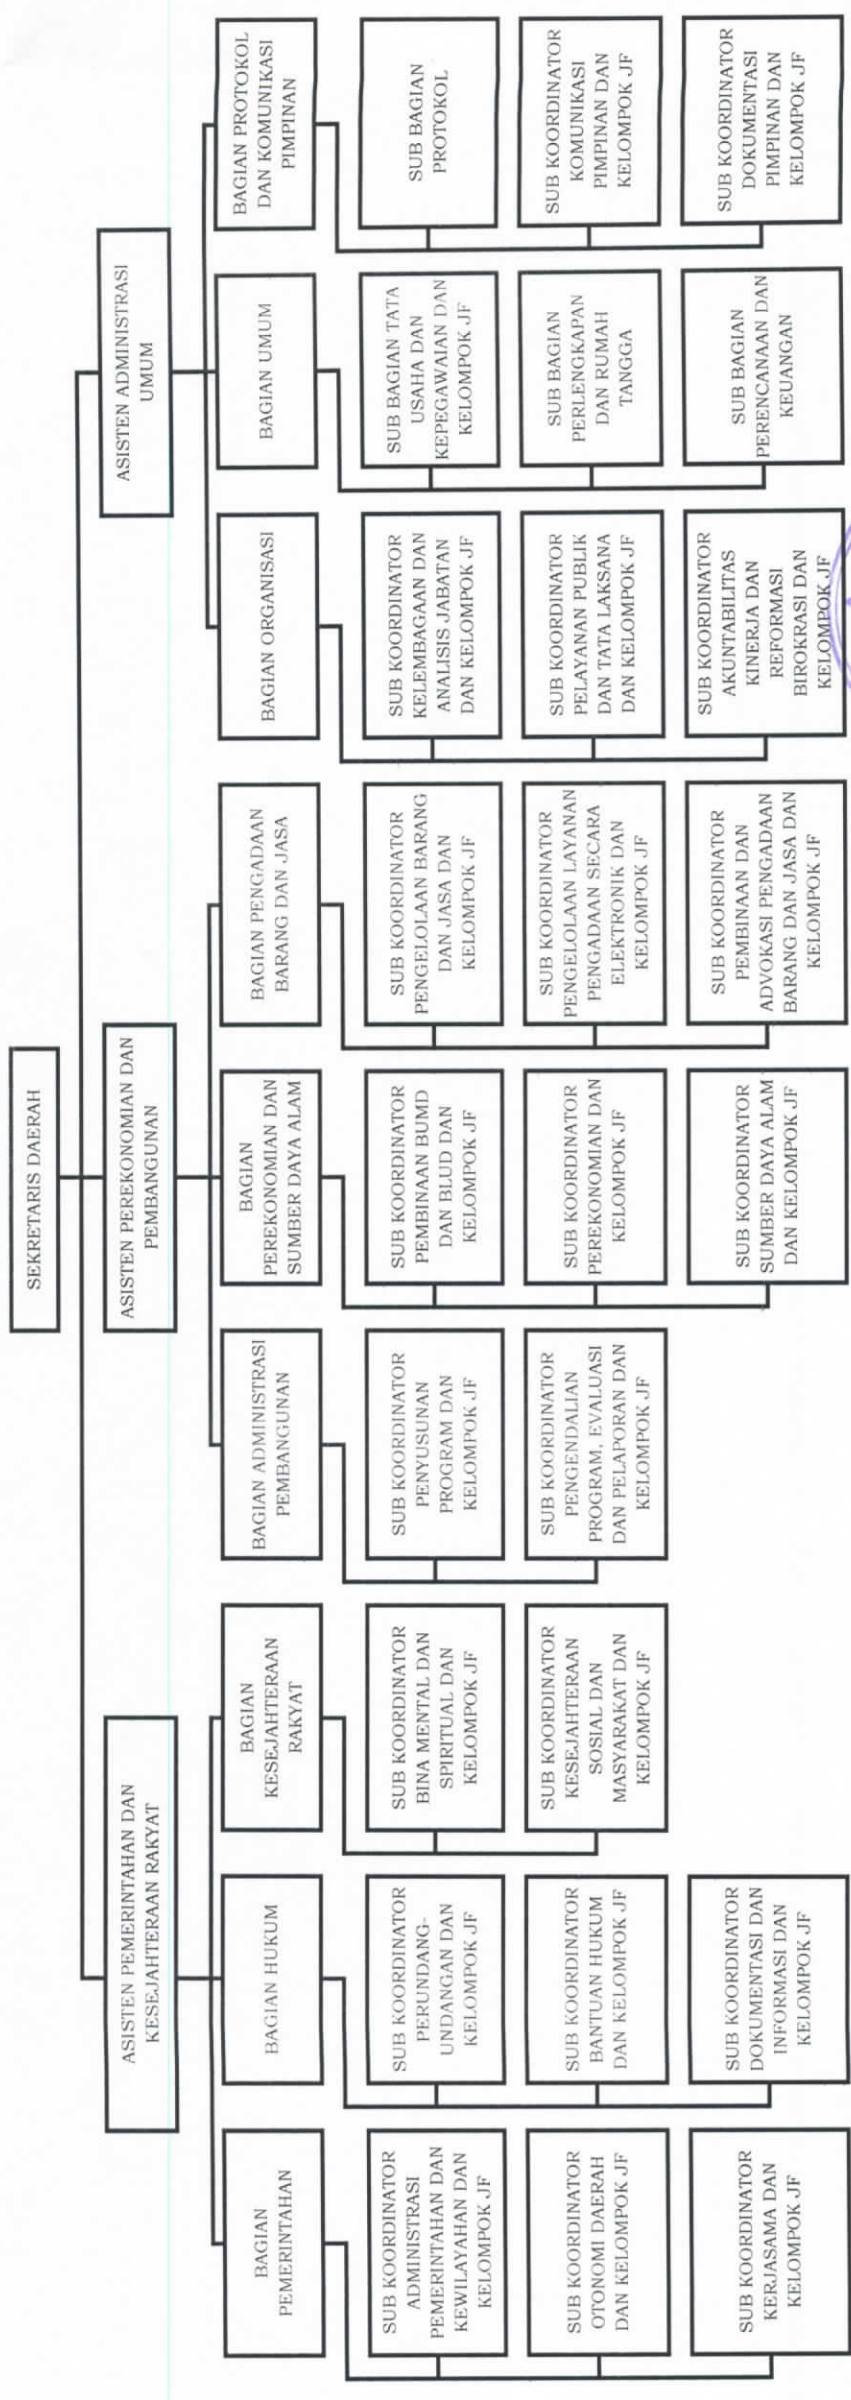 SEKRETARIS DAERAH
ASISTEN PEMERINTAHAN DAN
KESEJAHTERAAN RAKYAT
ASISTEN PEREKONOMIAN DAN
PEMBANGUNAN
ASISTEN ADMINISTRASI
UMUM
BAGIAN
PEMERINTAHAN
BAGIAN HUKUM
BAGIAN
KESEJAHTERAAN
RAKYAT
BAGIAN ADMINISTRASI
PEMBANGUNAN
BAGIAN
PEREKONOMIAN DAN
SUMBER DAYA ALAM
BAGIAN PENGADAAN
BARANG DAN JASA
BAGIAN ORGANISASI
BAGIAN UMUM
BAGIAN PROTOKOL
DAN KOMUNIKASI
PIMPINAN
SUB KOORDINATOR
ADMINISTRASI
PEMERINTAHAN DAN
KEWILAYAHAN DAN
KELOMPOK JF
SUB KOORDINATOR
PERUNDANG-
UNDANGAN DAN
KELOMPOK JF
SUB KOORDINATOR
BINA MENTAL DAN
SPIRITUAL DAN
KELOMPOK JF
SUB KOORDINATOR
PENYUSUNAN
PROGRAM DAN
KELOMPOK JF
SUB KOORDINATOR
PEMBINAAN BUMD
DAN BLUD DAN
KELOMPOK JF
SUB KOORDINATOR
PENGELOLAAN BARANG
DAN JASA DAN
KELOMPOK JF
SUB KOORDINATOR
KELEMBAGAAN DAN
ANALISIS JABATAN
DAN KELOMPOK JF
SUB BAGIAN TATA
USAHA DAN
KEPEGAWAIAN DAN
KELOMPOK JF
SUB BAGIAN
PROTOKOL
SUB KOORDINATOR
OTONOMI DAERAH
DAN KELOMPOK JF
SUB KOORDINATOR
BANTUAN HUKUM
DAN KELOMPOK JF
SUB KOORDINATOR
KESEJAHTERAAN
SOSIAL DAN
MASYARAKAT DAN
KELOMPOK JF
SUB KOORDINATOR
PENGENDALIAN
PROGRAM, EVALUASI
DAN PELAPORAN DAN
KELOMPOK JF
SUB KOORDINATOR
PEREKONOMIAN DAN
KELOMPOK JF
SUB KOORDINATOR
PENGELOLAAN LAYANAN
PENGADAAN SECARA
ELEKTRONIK DAN
KELOMPOK JF
SUB KOORDINATOR
PELAYANAN PUBLIK
DAN TATA LAKSANA
DAN KELOMPOK JF
SUB BAGIAN
PERLENGKAPAN
DAN RUMAH
TANGGA
SUB KOORDINATOR
KOMUNIKASI
PIMPINAN DAN
KELOMPOK JF
SUB KOORDINATOR
KERJASAMA DAN
KELOMPOK JF
SUB KOORDINATOR
DOKUMENTASI DAN
INFORMASI DAN
KELOMPOK JF
SUB KOORDINATOR
SUMBER DAYA ALAM
DAN KELOMPOK JF
SUB KOORDINATOR
PEMBINAAN DAN
ADVOKASI PENGADAAN
BARANG DAN JASA DAN
KELOMPOK JF
SUB KOORDINATOR
AKUNTABILITAS
KINERJA DAN
REFORMASI
BIROKRASI DAN
KELOMPOK JF
SUB BAGIAN
PERENCANAAN DAN
KEUANGAN
SUB KOORDINATOR
DOKUMENTASI
PIMPINAN DAN
KELOMPOK JF